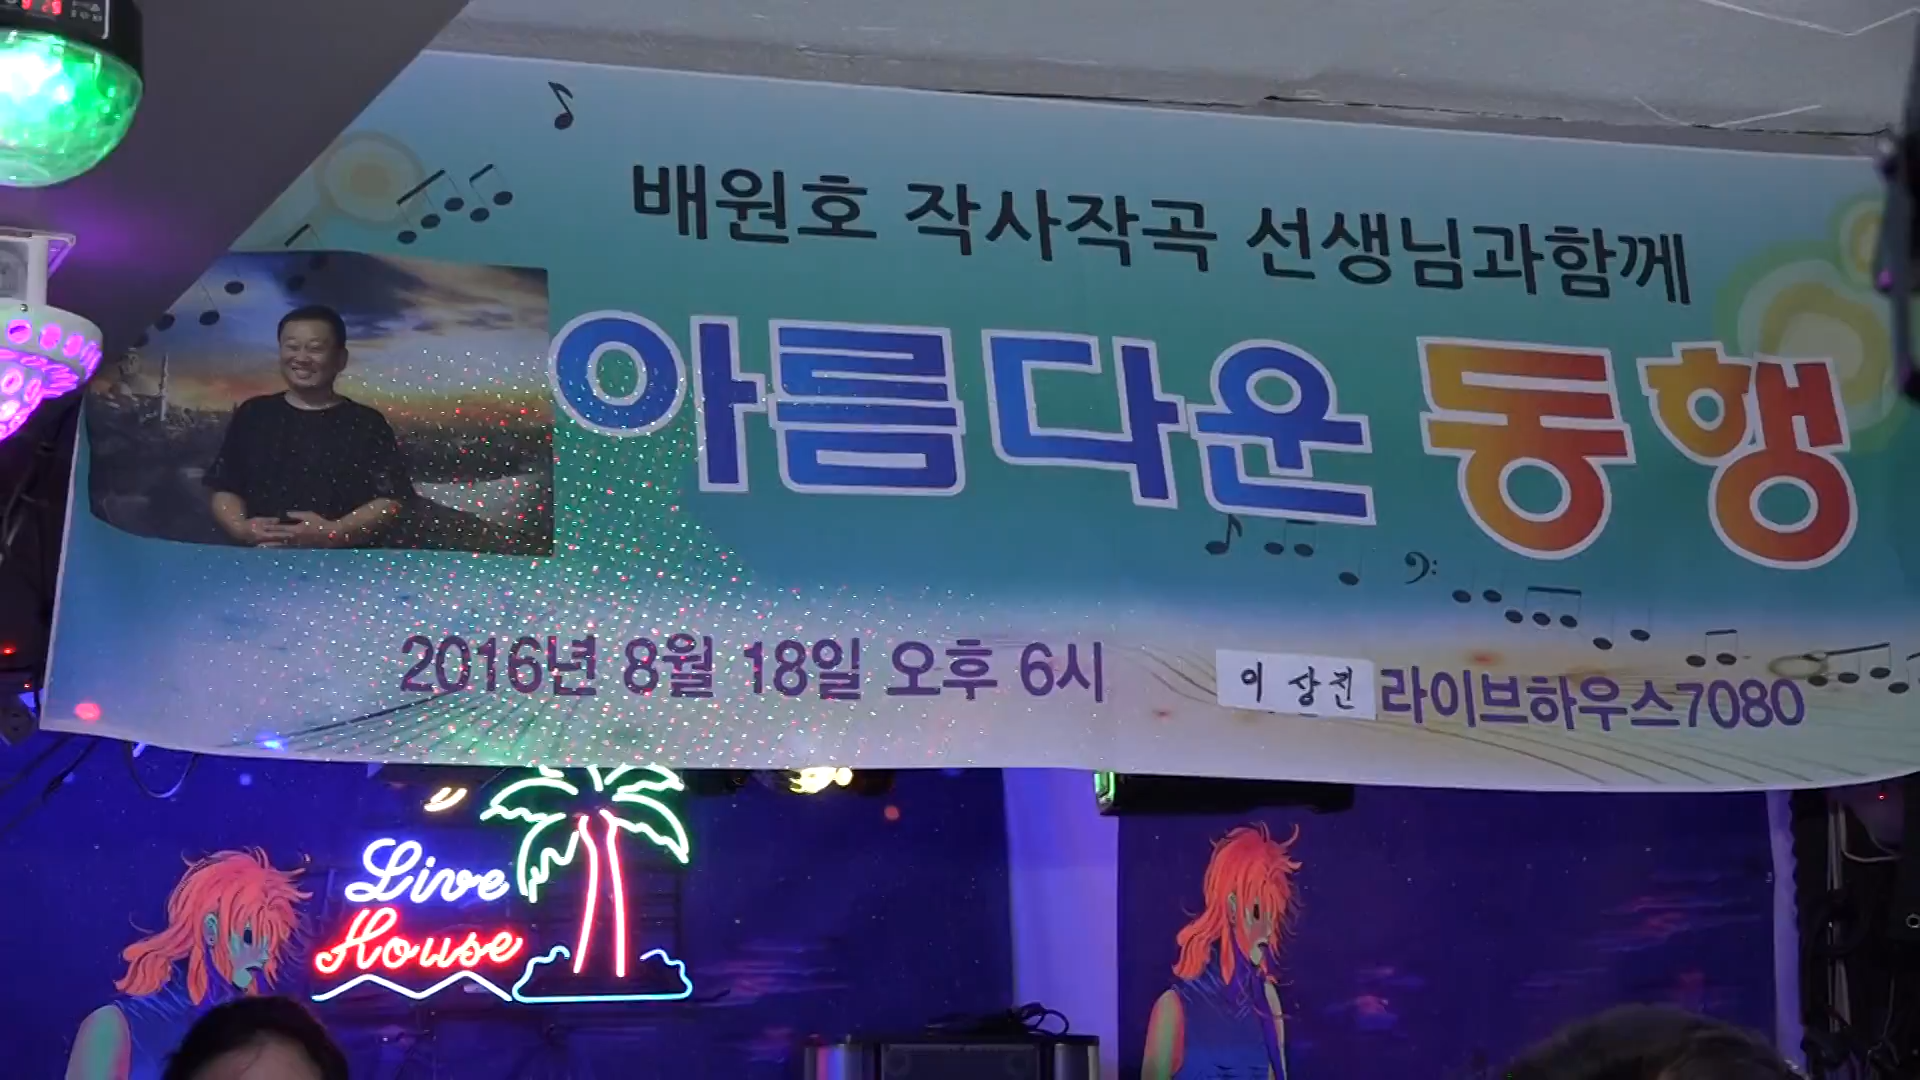 배원호 작사작곡 선생님과함께
아름다운 동행
2016년 8월 18일 오후 6시
이상진 라이브하우스7080
Live
House